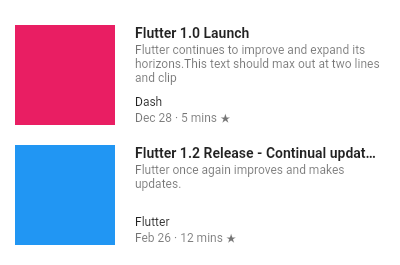 Flutter 1.0 Launch
Flutter continues to improve and expand its
horizons.This text should max out at two lines
and clip
Dash
Dec 28 · 5 mins ★
Flutter 1.2 Release - Continual updat...
Flutter once again improves and makes
updates.
Flutter
Feb 26 · 12 mins ★